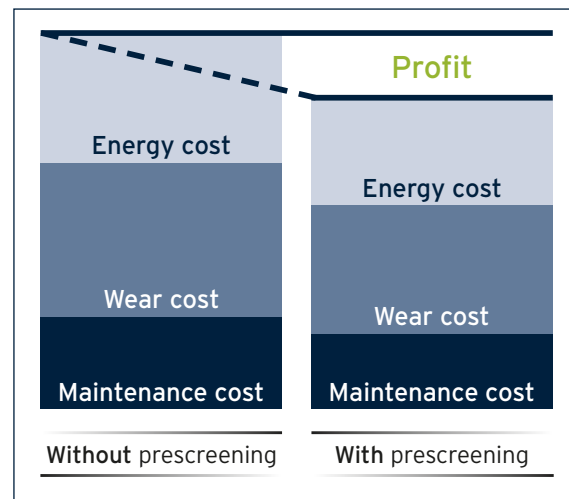 Profit
Energy cost
Energy cost
Wear cost
Wear cost
Maintenance cost
Maintenance cost
Without prescreening
With prescreening